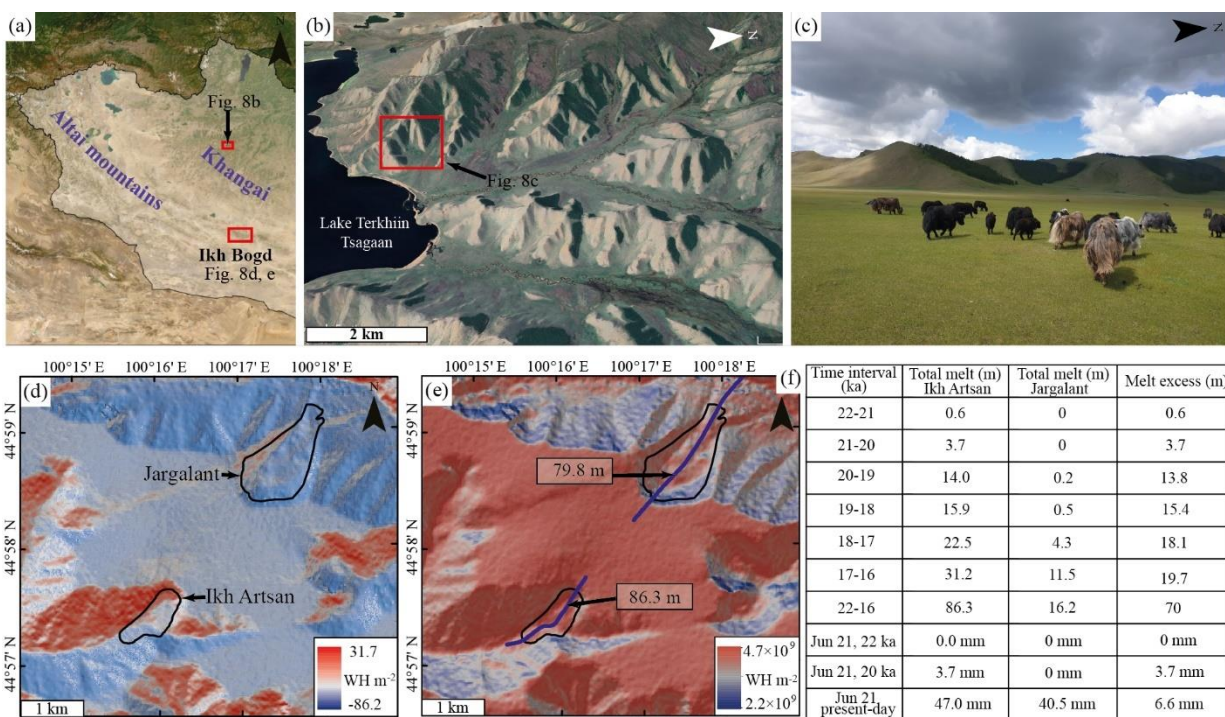 (a)
N
Fig. 8b
Altai mountains
Khangai
Ikh Bogd
Fig. 8d, e
(b)
N
Fig. 8c
Lake Terkhiin
Tsagaan
2 km
(c)
N
100°15' E 100°16' E 100°17' E 100°18' E
(d)
N
44°59' N
Jargalant
44°58' N
Ikh Artsan
44°57' N
31.7
WH m-2
-86.2
1 km
100°15' E 100°16' E 100°17' E 100°18' E
(e)
N
44°59' N
79.8 m
44°58' N
86.3 m
44°57' N
4.7×10⁹
WH m-2
2.2×10⁹
1 km
(f)
Time interval (ka) Total melt (m) Ikh Artsan Total melt (m) Jargalant Melt excess (m)
22-21 0.6 0 0.6
21-20 3.7 0 3.7
20-19 14.0 0.2 13.8
19-18 15.9 0.5 15.4
18-17 22.5 4.3 18.1
17-16 31.2 11.5 19.7
22-16 86.3 16.2 70
Jun 21, 22 ka 0.0 mm 0 mm 0 mm
Jun 21, 20 ka 3.7 mm 0 mm 3.7 mm
Jun 21 present-day 47.0 mm 40.5 mm 6.6 mm